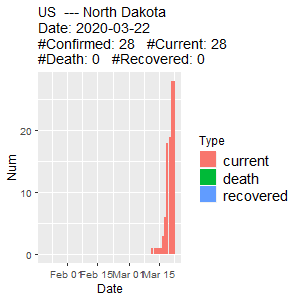 US --- North Dakota
Date: 2020-03-22
#Confirmed: 28 #Current: 28
#Death: 0 #Recovered: 0
Num
20
10
0
Feb 01
Feb 15
Mar 01
Mar 15
Date
Type
current
death
recovered